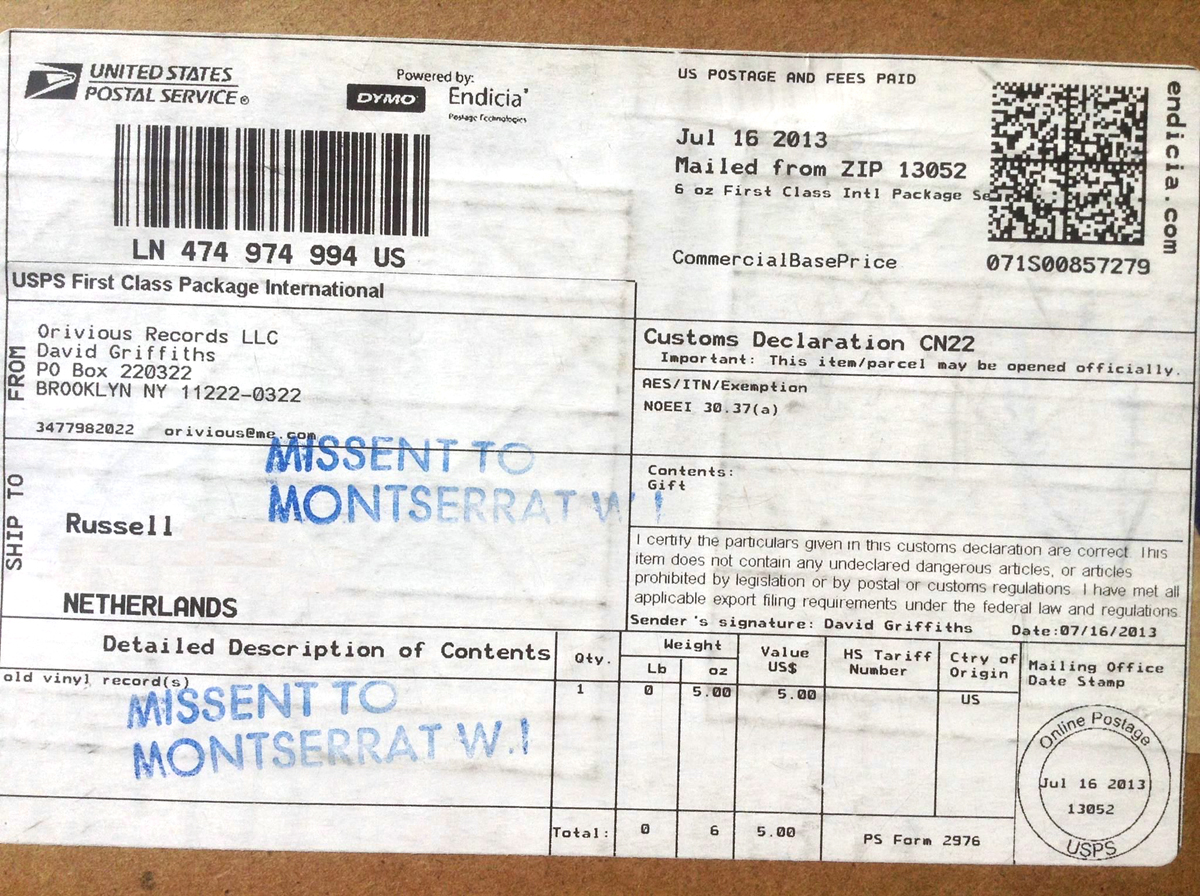 UNITED STATES
POSTAL SERVICE®
Powered by:
DYMO Endicia
Postage Technologies
LN 474 974 994 US
US POSTAGE AND FEES PAID
Jul 16 2013
Mailed from ZIP 13052
6 oz First Class Intl Package Se
CommercialBasePrice
071S00857279
endicia.com
USPS First Class Package International
FROM
Orivious Records LLC
David Griffiths
PO Box 220322
BROOKLYN NY 11222-0322
3477982022 orivious@me.com
Customs Declaration CN22
Important: This item/parcel may be opened officially.
AES/ITN/Exemption
NOEEI 30.37(a)
MISSENT TO
MONTSERRAT W I
SHIP TO
Russell
NETHERLANDS
Contents:
Gift
I certify the particulars given in this customs declaration are correct. This
item does not contain any undeclared dangerous articles, or articles
prohibited by legislation or by postal or customs regulations. I have met all
applicable export filing requirements under the federal law and regulations
Sender's signature: David Griffiths Date:07/16/2013
Detailed Description of Contents
Qty.
Weight
Lb oz
Value
US$
HS Tariff
Number
Ctry of
Origin
Mailing Office
Date Stamp
old vinyl record(s) 1 0 5.00 5.00 US
MISSENT TO
MONTSERRAT W.I
Online Postage
Jul 16 2013
13052
USPS
Total: 0 6 5.00 PS Form 2976